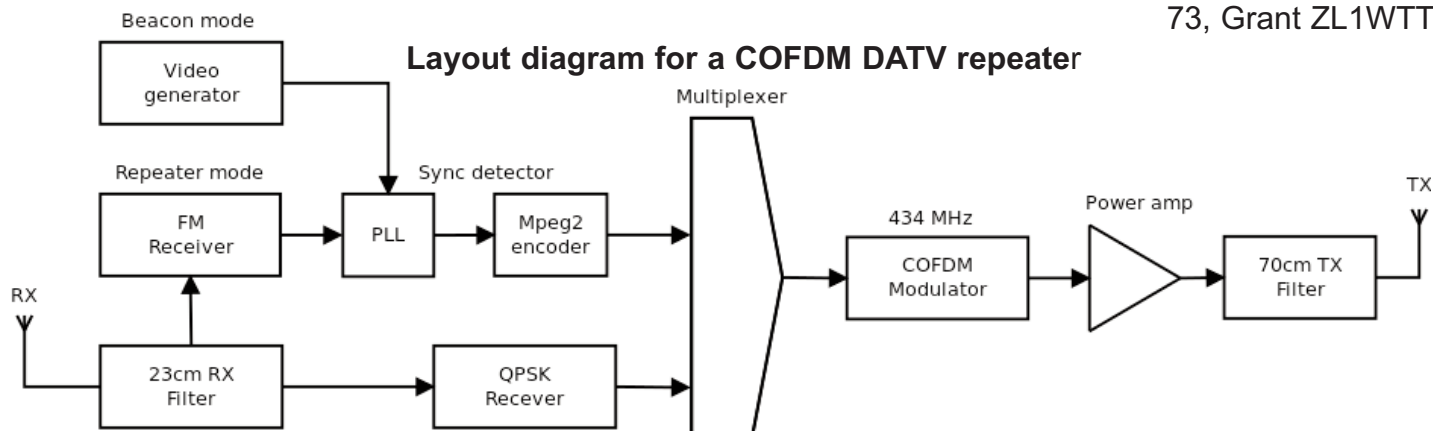 73, Grant ZL1WTT
Layout diagram for a COFDM DATV repeater
Beacon mode
Video
generator
Multiplexer
Repeater mode
Sync detector
FM
Receiver
PLL
Mpeg2
encoder
434 MHz
COFDM
Modulator
Power amp
70cm TX
Filter
TX
RX
23cm RX
Filter
QPSK
Recever